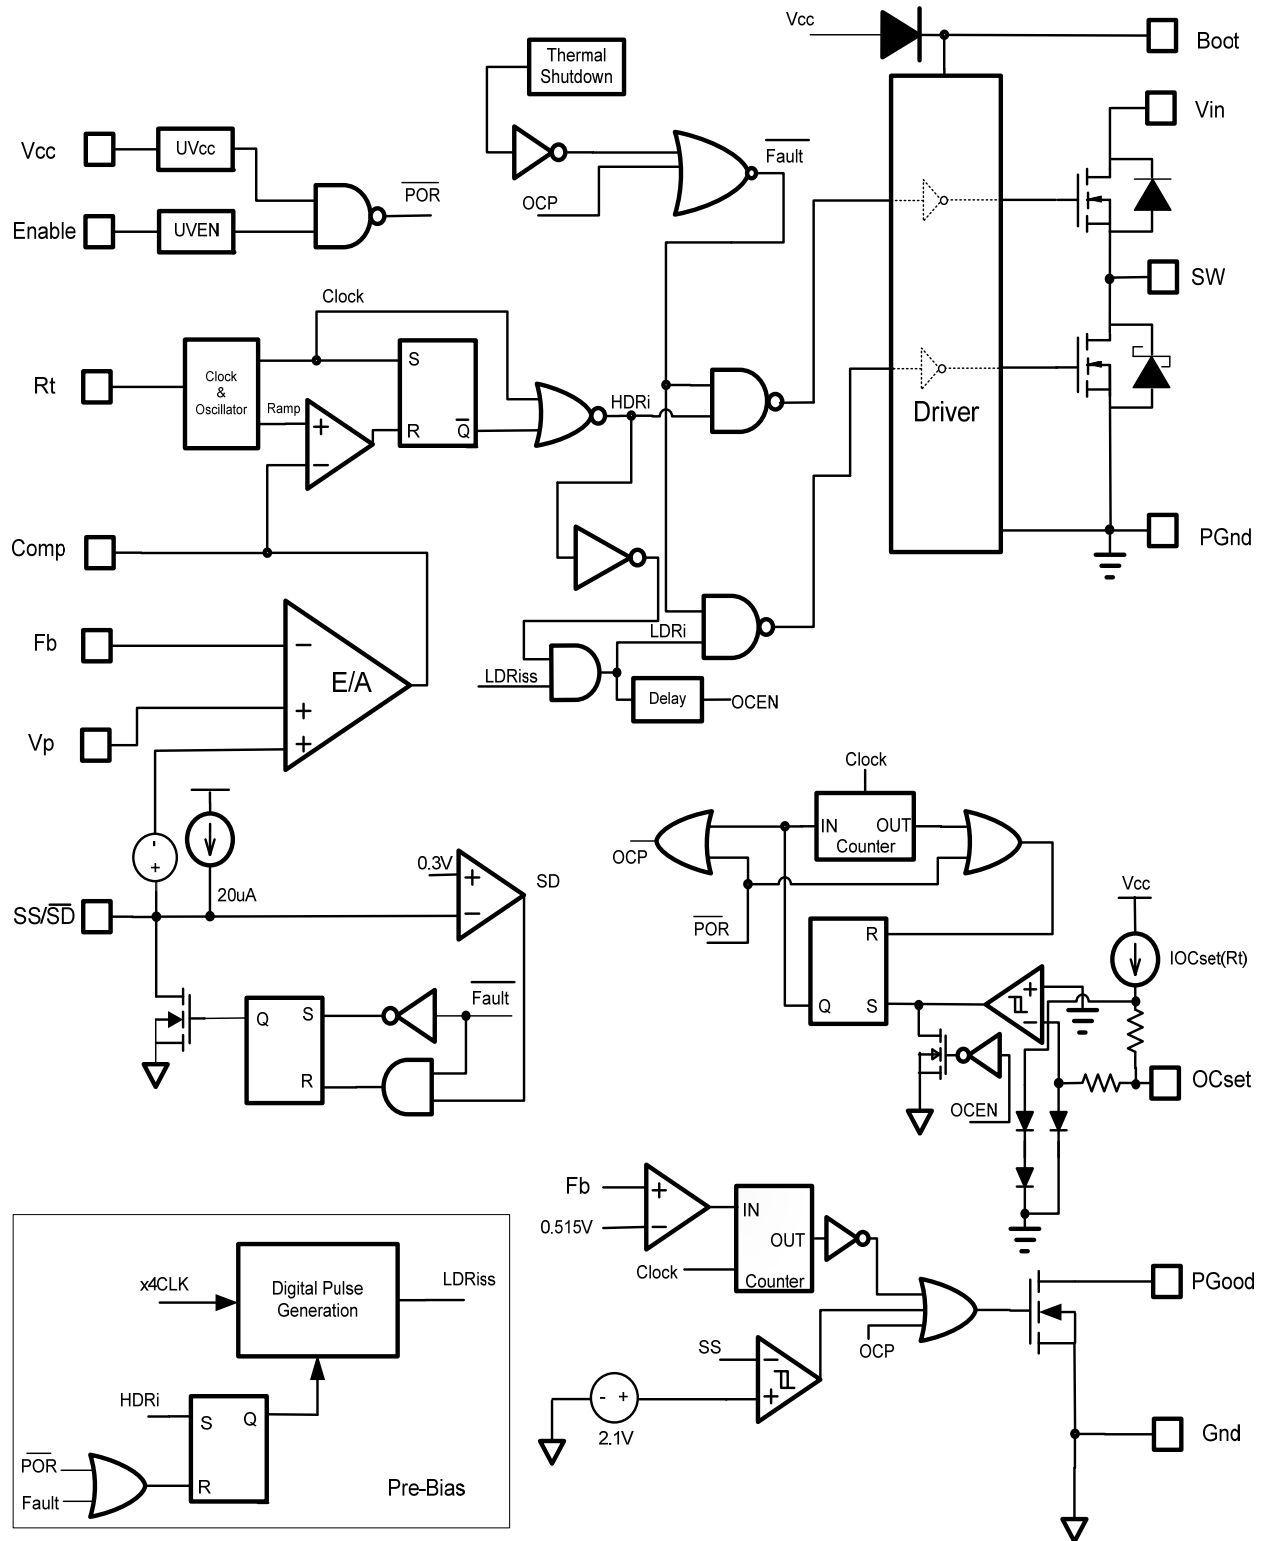 Vcc
Boot
Thermal
Shutdown
Vin
Vcc
UVcc
Fault
POR
OCP
Enable
UVEN
SW
Clock
Rt
Clock
&
Oscillator
S
Ramp
+
HDRi
R
Q
Driver
−
Comp
PGnd
Fb
−
LDRi
E/A
LDRiss
+
Delay
OCEN
Vp
+
Clock
IN
OUT
Counter
OCP
-
+
0.3V
+
SD
20uA
Vcc
SS/SD
−
POR
R
IOCset(Rt)
Fault
+
Q
S
Q
S
−
R
OCset
OCEN
Fb
+
IN
0.515V
−
OUT
Clock
Counter
PGood
x4CLK
Digital Pulse
Generation
LDRiss
SS
−
OCP
HDRi
S
Q
- +
+
2.1V
Gnd
POR
R
Fault
Pre-Bias